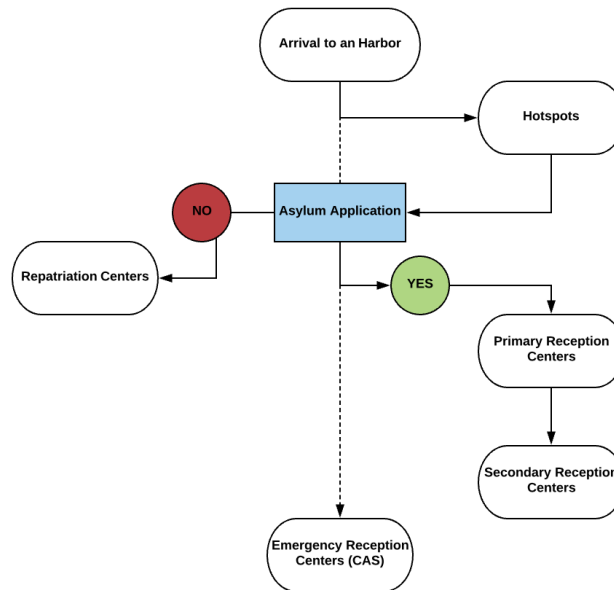 Arrival to an Harbor
Hotspots
NO
Asylum Application
Repatriation Centers
YES
Primary Reception
Centers
Secondary Reception
Centers
Emergency Reception
Centers (CAS)